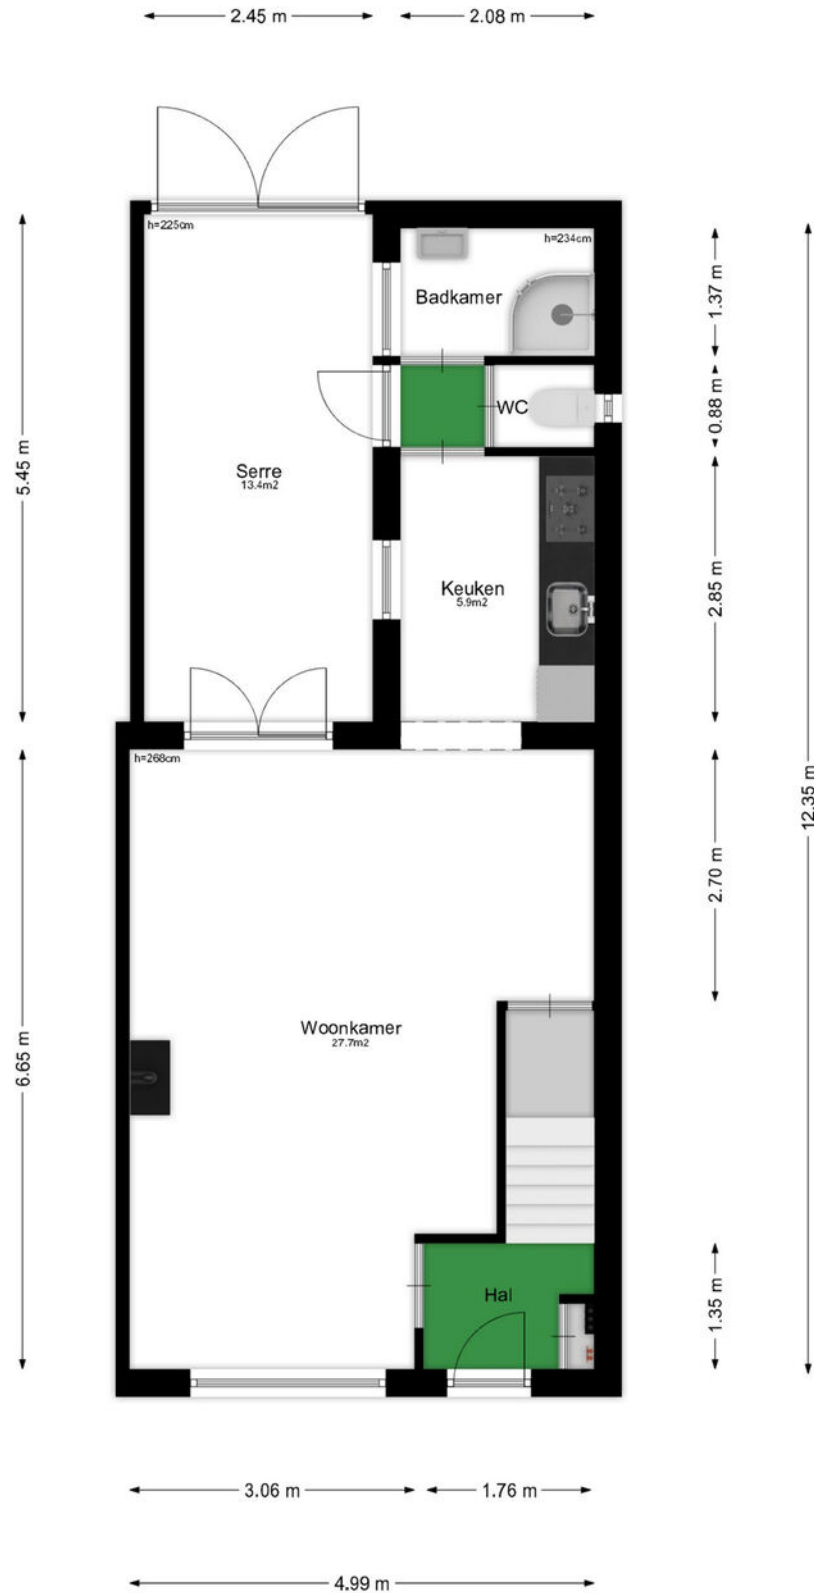 2.45 m
2.08 m
h=225cm
h=234cm
Badkamer
1.37 m
WC
0.88 m
5.45 m
Serre
13.4m2
Keuken
5.9m2
2.85 m
h=268cm
12.35 m
2.70 m
Woonkamer
27.7m2
6.65 m
Hal
1.35 m
3.06 m
1.76 m
4.99 m